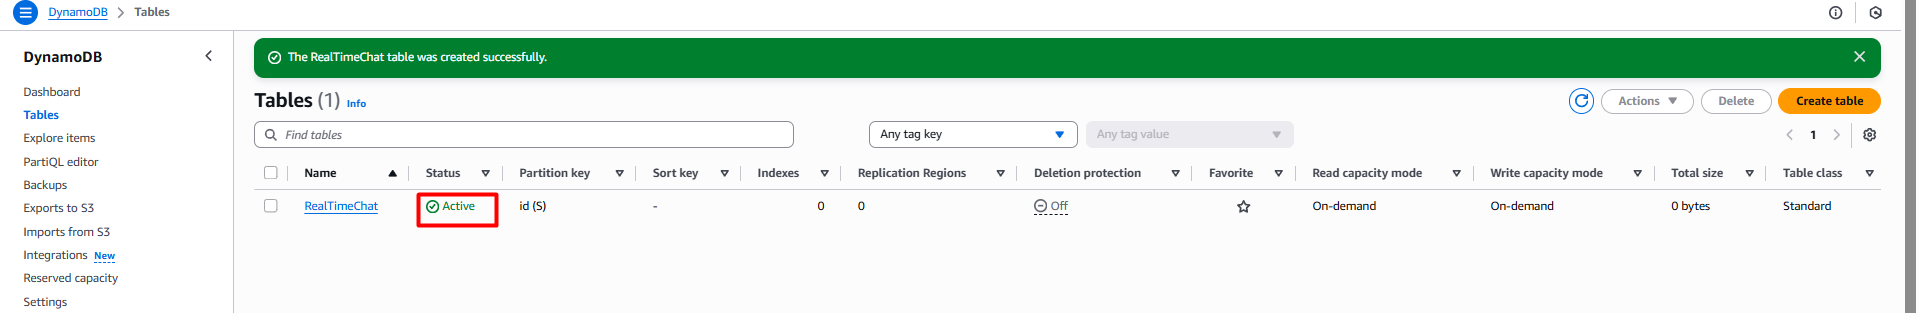 DynamoDB > Tables
DynamoDB
Dashboard
Tables
Explore items
PartiQL editor
Backups
Exports to S3
Imports from S3
Integrations New
Reserved capacity
Settings
The RealTimeChat table was created successfully.
Tables (1) Info
Actions Delete Create table
Find tables Any tag key Any tag value 1
Name Status Partition key Sort key Indexes Replication Regions Deletion protection Favorite Read capacity mode Write capacity mode Total size Table class
RealTimeChat Active id (S) - 0 0 Off On-demand On-demand 0 bytes Standard